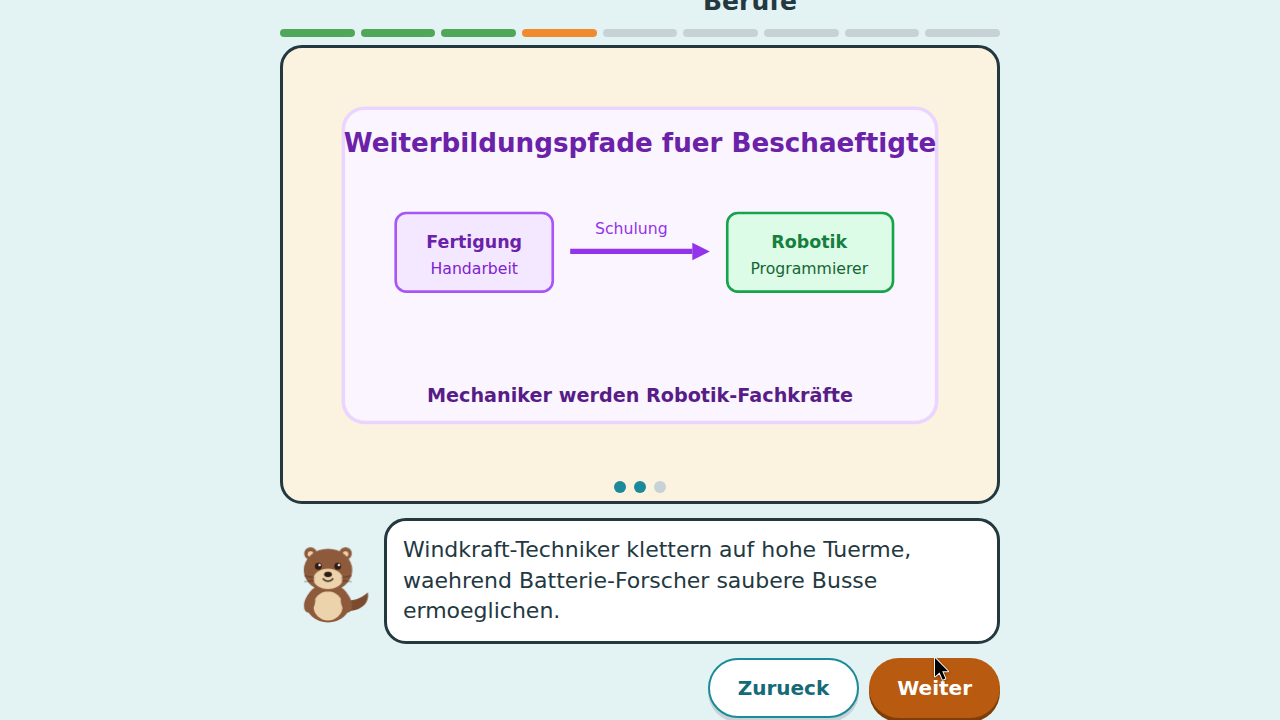 Berufe
Weiterbildungspfade fuer Beschaeftigte
Fertigung
Handarbeit
Schulung
Robotik
Programmierer
Mechaniker werden Robotik-Fachkräfte
Windkraft-Techniker klettern auf hohe Tuerme,
waehrend Batterie-Forscher saubere Busse
ermoeglichen.
Zurueck
Weiter